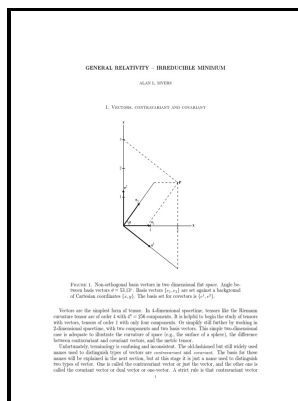 GENERAL RELATIVITY – IRREDUCIBLE MINIMUM
ALAN L. MYERS
1. Vectors, contravariant and covariant
Figure 1. Non-orthogonal basis vectors in two dimensional flat space. Angle be-
tween basis vectors θ = 53.13°. Basis vectors {e₁, e₂} are set against a background
of Cartesian coordinates {x, y}. The basis set for covectors is {e¹, e²}.
Vectors are the simplest form of tensor. In 4-dimensional spacetime, tensors like the Riemann
curvature tensor are of order 4 with 4⁴ = 256 components. It is helpful to begin the study of tensors
with vectors, tensors of order 1 with only four components. Or simplify still further by working in
2-dimensional spacetime, with two components and two basis vectors. This simple two-dimensional
case is adequate to illustrate the curvature of space (e.g., the surface of a sphere), the difference
between contravariant and covariant vectors, and the metric tensor.
Unfortunately, terminology is confusing and inconsistent. The old-fashioned but still widely used
names used to distinguish types of vectors are contravariant and covariant. The basis for these
names will be explained in the next section, but at this stage it is just a name used to distinguish
two types of vector. One is called the contravariant vector or just the vector, and the other one is
called the covariant vector or dual vector or one-vector. A strict rule is that contravariant vector
1